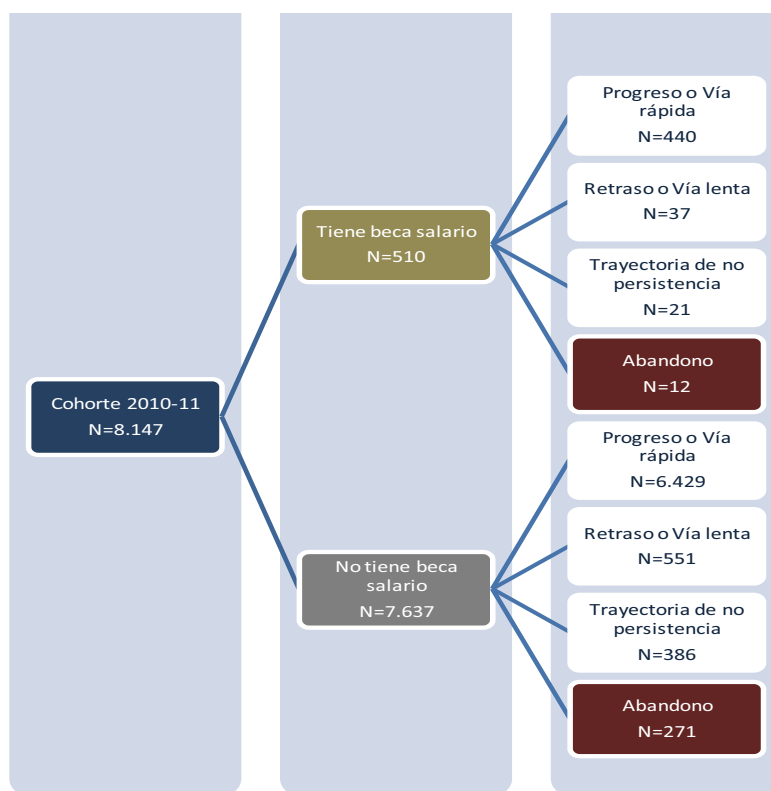 Cohorte 2010-11
N=8.147
Tiene beca salario
N=510
Progreso o Vía
rápida
N=440
Retraso o Vía lenta
N=37
Trayectoria de no
persistencia
N=21
Abandono
N=12
No tiene beca
salario
N=7.637
Progreso o Vía
rápida
N=6.429
Retraso o Vía lenta
N=551
Trayectoria de no
persistencia
N=386
Abandono
N=271